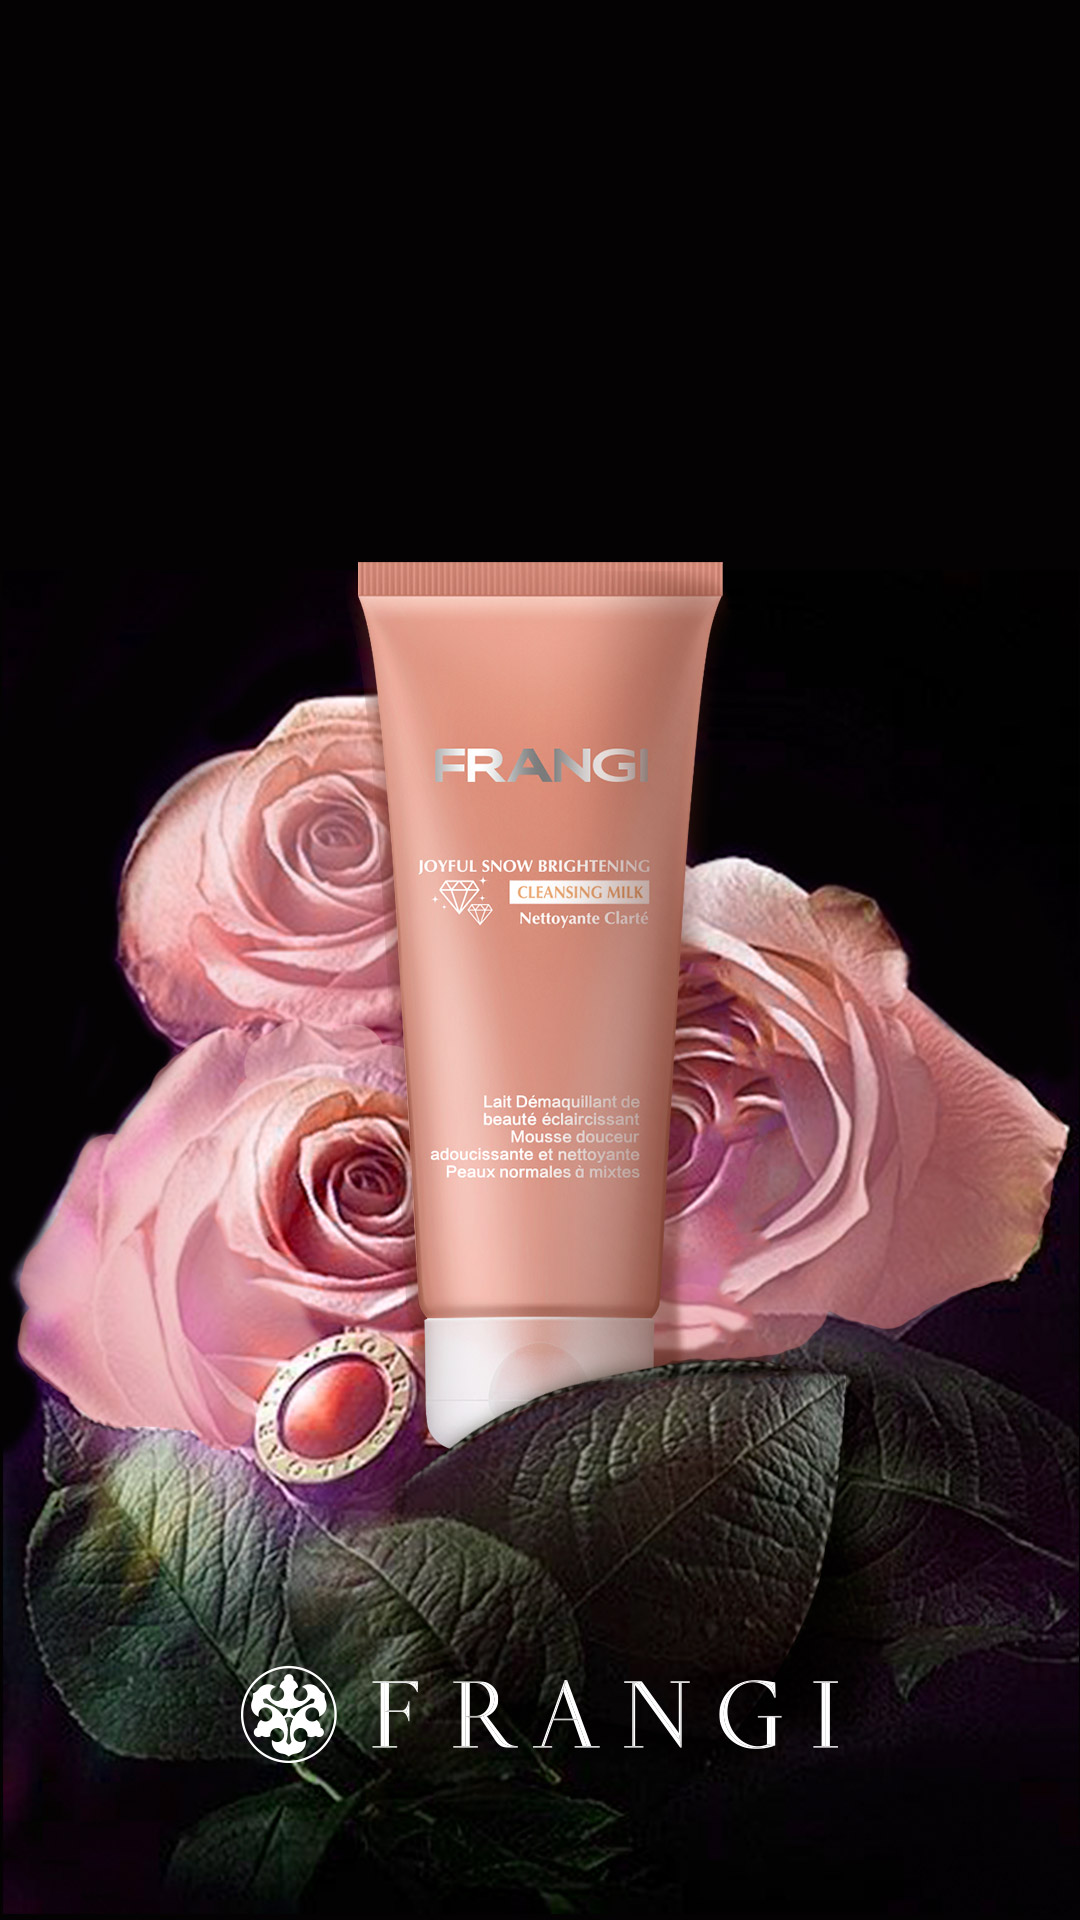 FRANGI
JOYFUL SNOW BRIGHTENING
CLEANSING MILK
Nettoyante Clarté
Lait Démaquillant de
beauté éclaircissant
Mousse douceur
adoucissante et nettoyante
Peaux normales à mixtes
FRANGI